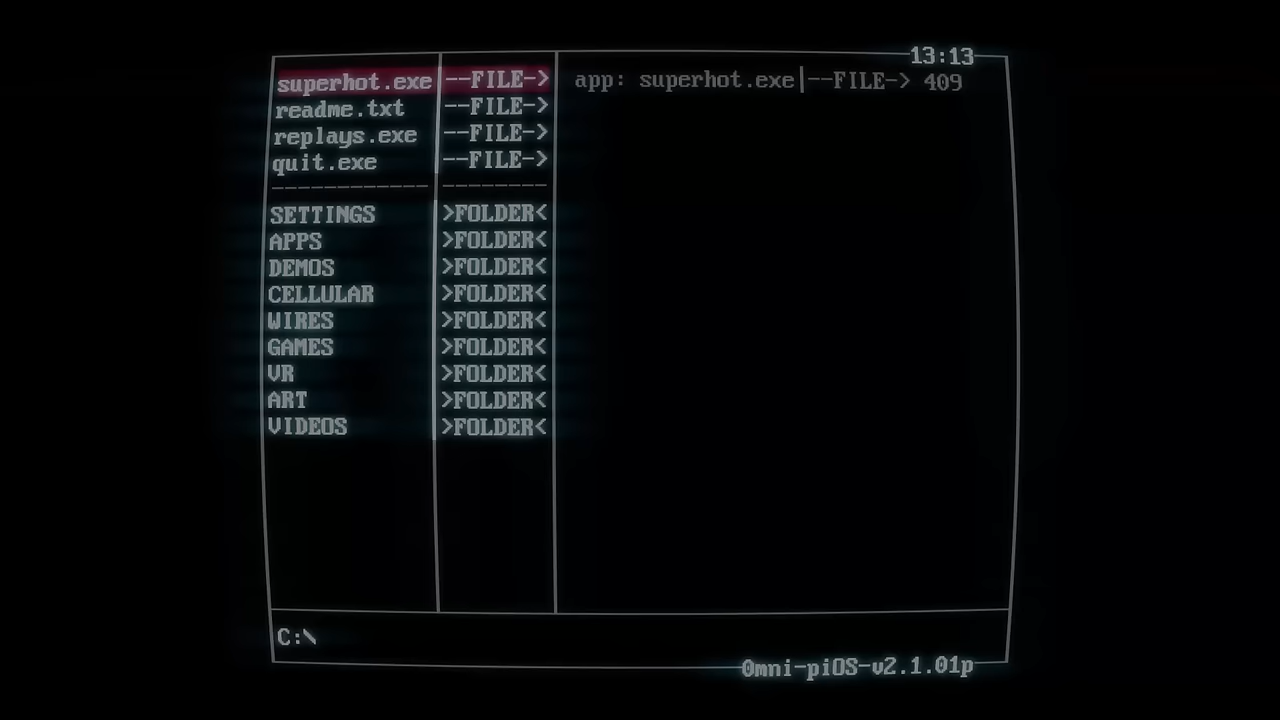 13:13
superhot.exe|--FILE-> app: superhot.exe|--FILE-> 409
readme.txt |--FILE->
replays.exe |--FILE->
quit.exe |--FILE->
------------ --------
SETTINGS |>FOLDER<
APPS |>FOLDER<
DEMOS |>FOLDER<
CELLULAR |>FOLDER<
WIRES |>FOLDER<
GAMES |>FOLDER<
VR |>FOLDER<
ART |>FOLDER<
VIDEOS |>FOLDER<
C:\
0mni-piOS-v2.1.01p